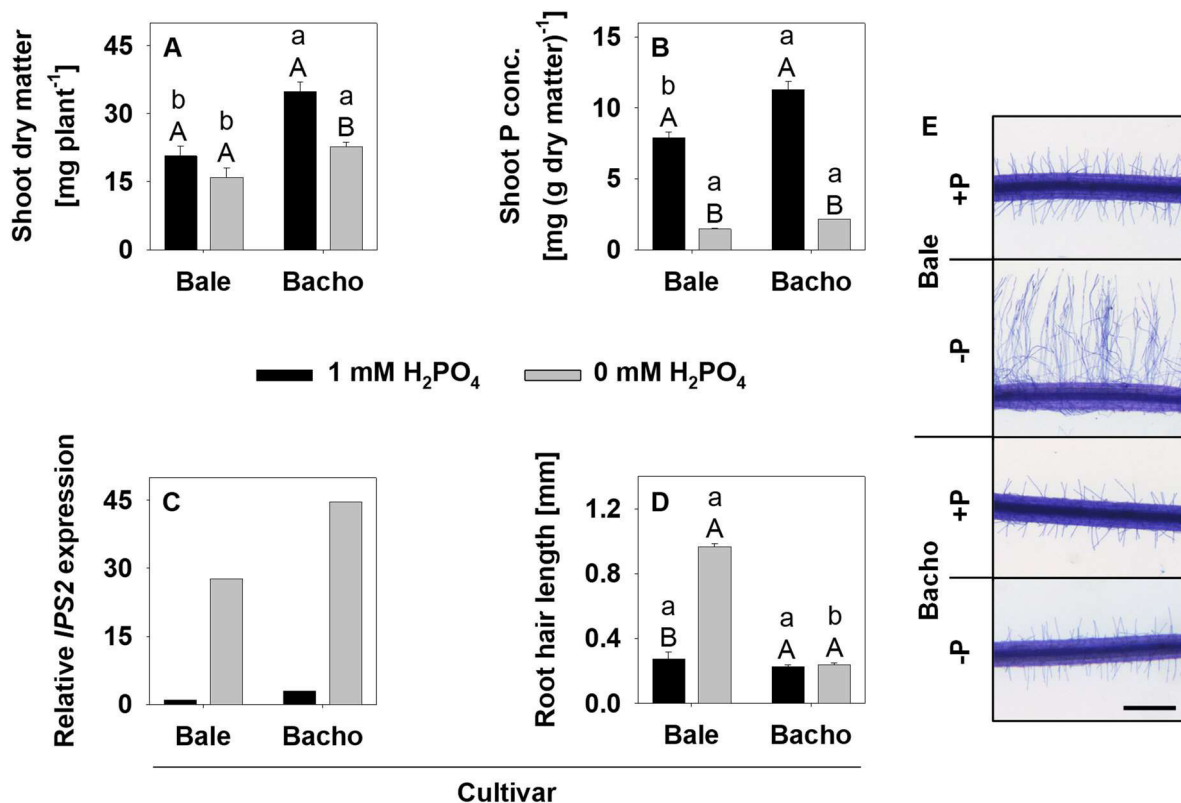 A
Shoot dry matter
[mg plant⁻¹]
45
30
15
0
b
A
b
A
a
A
a
B
Bale
Bacho
B
Shoot P conc.
[mg (g dry matter)⁻¹]
15
10
5
0
b
A
a
B
a
A
a
B
Bale
Bacho
1 mM H₂PO₄
0 mM H₂PO₄
C
Relative IPS2 expression
45
30
15
0
Bale
Bacho
D
Root hair length [mm]
1.2
0.8
0.4
0.0
a
B
a
A
a
A
b
A
Bale
Bacho
Cultivar
E
Bale
+P
-P
Bacho
+P
-P